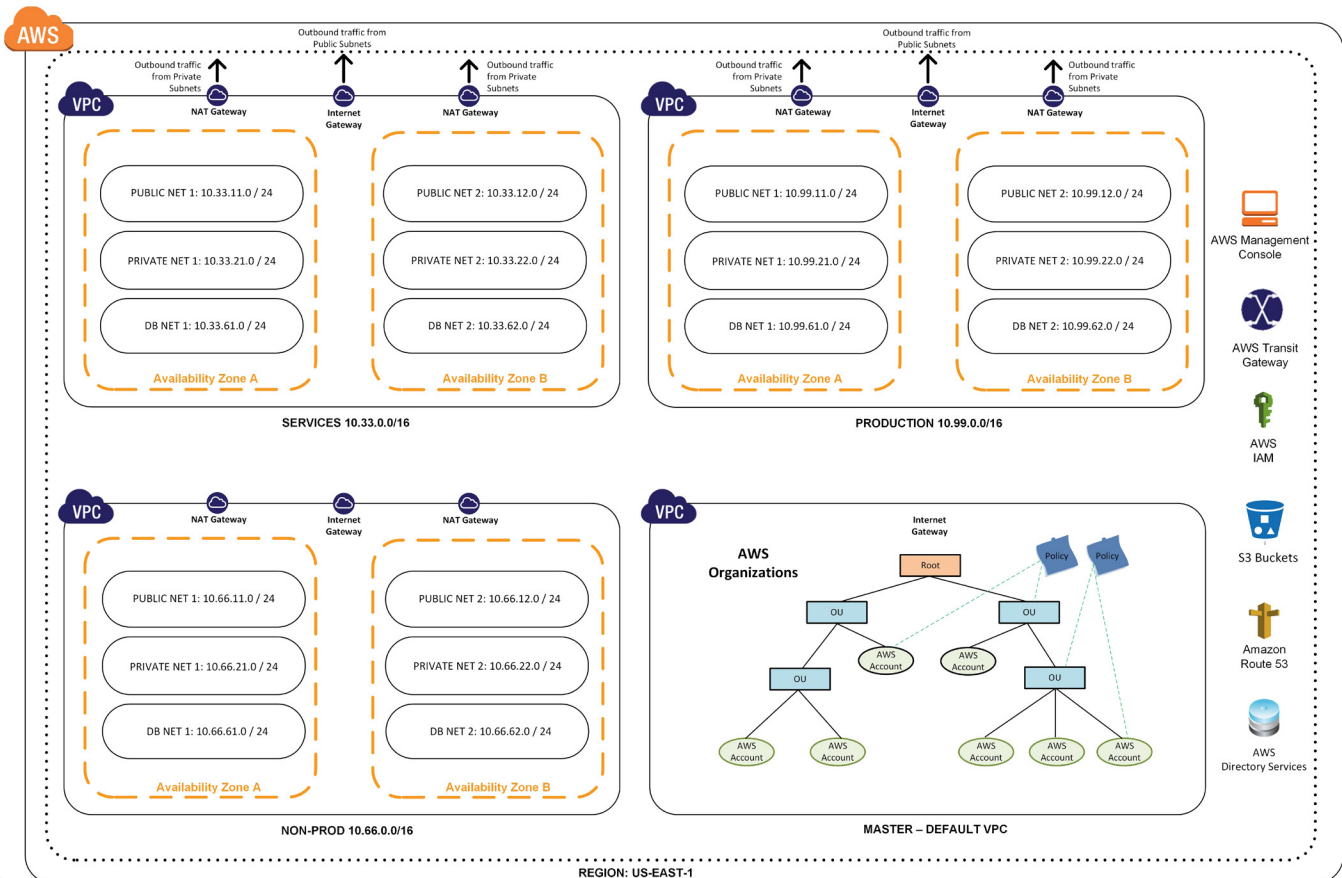 AWS
Outbound traffic from
Public Subnets
Outbound traffic
from Private
Subnets
Outbound traffic
from Private
Subnets
VPC
NAT Gateway
Internet
Gateway
NAT Gateway
PUBLIC NET 1: 10.33.11.0 / 24
PRIVATE NET 1: 10.33.21.0 / 24
DB NET 1: 10.33.61.0 / 24
Availability Zone A
PUBLIC NET 2: 10.33.12.0 / 24
PRIVATE NET 2: 10.33.22.0 / 24
DB NET 2: 10.33.62.0 / 24
Availability Zone B
SERVICES 10.33.0.0/16
Outbound traffic from
Public Subnets
Outbound traffic
from Private
Subnets
Outbound traffic
from Private
Subnets
VPC
NAT Gateway
Internet
Gateway
NAT Gateway
PUBLIC NET 1: 10.99.11.0 / 24
PRIVATE NET 1: 10.99.21.0 / 24
DB NET 1: 10.99.61.0 / 24
Availability Zone A
PUBLIC NET 2: 10.99.12.0 / 24
PRIVATE NET 2: 10.99.22.0 / 24
DB NET 2: 10.99.62.0 / 24
Availability Zone B
PRODUCTION 10.99.0.0/16
VPC
NAT Gateway
Internet
Gateway
NAT Gateway
PUBLIC NET 1: 10.66.11.0 / 24
PRIVATE NET 1: 10.66.21.0 / 24
DB NET 1: 10.66.61.0 / 24
Availability Zone A
PUBLIC NET 2: 10.66.12.0 / 24
PRIVATE NET 2: 10.66.22.0 / 24
DB NET 2: 10.66.62.0 / 24
Availability Zone B
NON-PROD 10.66.0.0/16
VPC
Internet
Gateway
AWS
Organizations
Root
Policy
Policy
OU
OU
AWS
Account
AWS
Account
OU
OU
AWS
Account
AWS
Account
AWS
Account
AWS
Account
AWS
Account
MASTER – DEFAULT VPC
AWS Management
Console
AWS Transit
Gateway
AWS
IAM
S3 Buckets
Amazon
Route 53
AWS
Directory Services
REGION: US-EAST-1